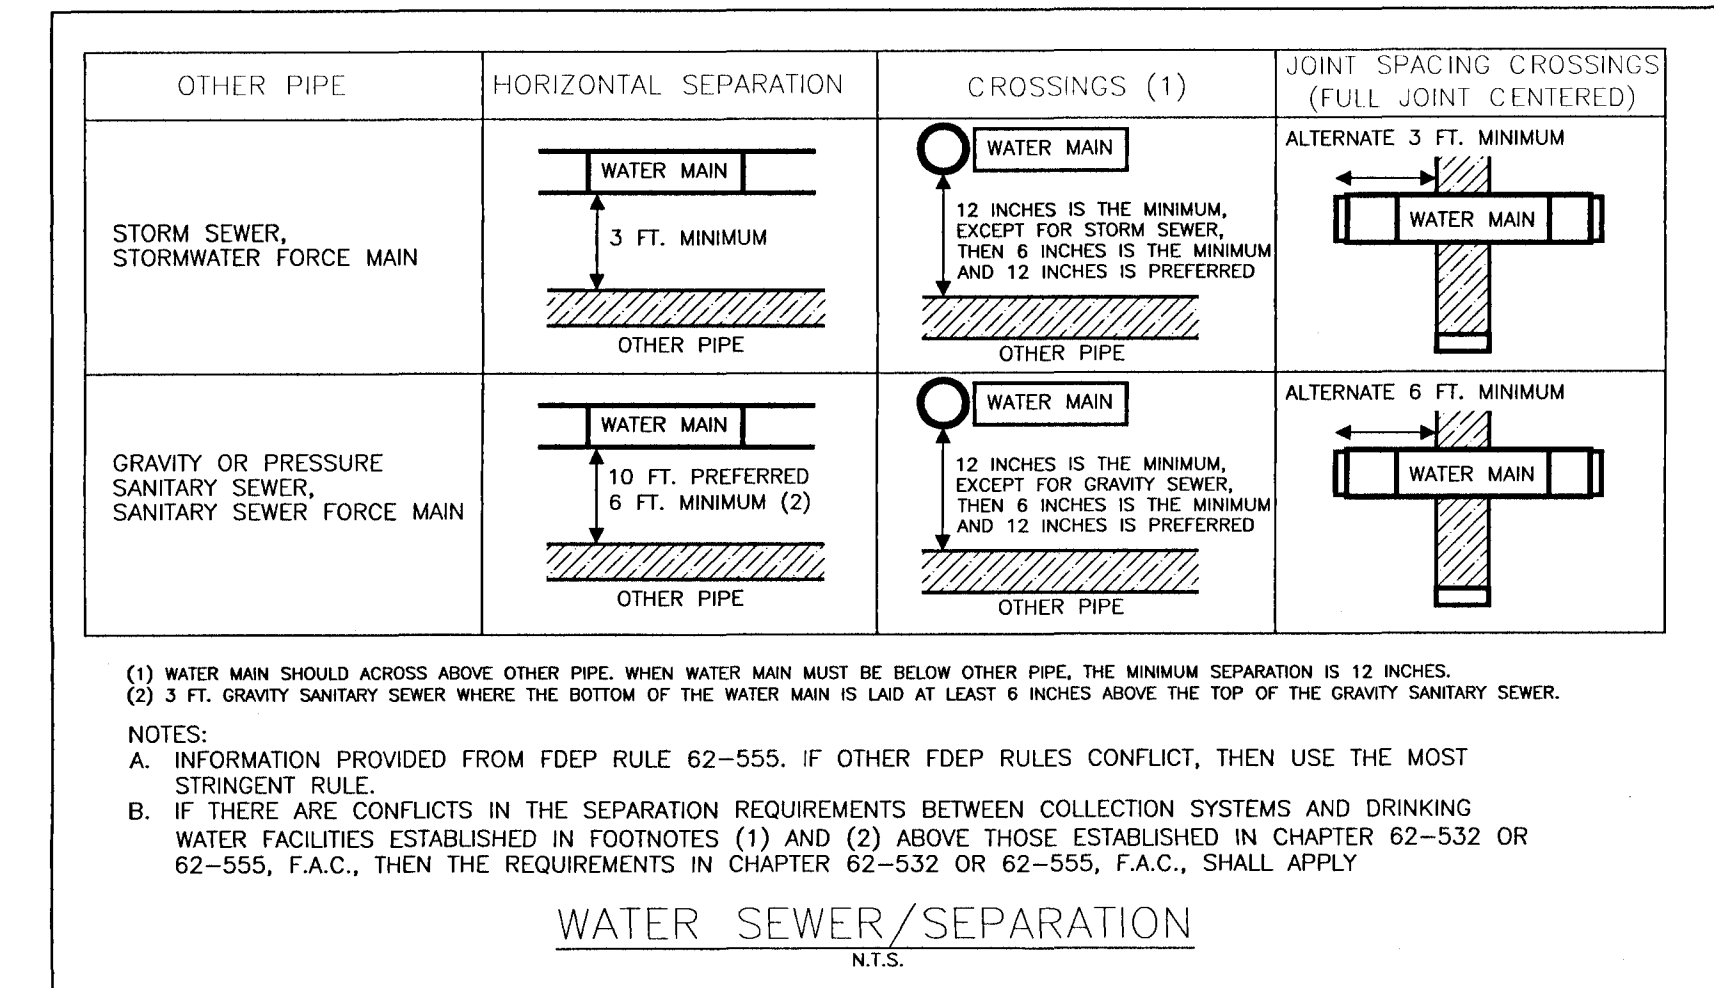 OTHER PIPE
HORIZONTAL SEPARATION
CROSSINGS (1)
JOINT SPACING CROSSINGS
(FULL JOINT CENTERED)
STORM SEWER,
STORMWATER FORCE MAIN
WATER MAIN
3 FT. MINIMUM
OTHER PIPE
WATER MAIN
12 INCHES IS THE MINIMUM,
EXCEPT FOR STORM SEWER,
THEN 6 INCHES IS THE MINIMUM
AND 12 INCHES IS PREFERRED
OTHER PIPE
ALTERNATE 3 FT. MINIMUM
WATER MAIN
GRAVITY OR PRESSURE
SANITARY SEWER,
SANITARY SEWER FORCE MAIN
WATER MAIN
10 FT. PREFERRED
6 FT. MINIMUM (2)
OTHER PIPE
WATER MAIN
12 INCHES IS THE MINIMUM,
EXCEPT FOR GRAVITY SEWER,
THEN 6 INCHES IS THE MINIMUM
AND 12 INCHES IS PREFERRED
OTHER PIPE
ALTERNATE 6 FT. MINIMUM
WATER MAIN
(1) WATER MAIN SHOULD ACROSS ABOVE OTHER PIPE. WHEN WATER MAIN MUST BE BELOW OTHER PIPE, THE MINIMUM SEPARATION IS 12 INCHES.
(2) 3 FT. GRAVITY SANITARY SEWER WHERE THE BOTTOM OF THE WATER MAIN IS LAID AT LEAST 6 INCHES ABOVE THE TOP OF THE GRAVITY SANITARY SEWER.
NOTES:
A. INFORMATION PROVIDED FROM FDEP RULE 62-555. IF OTHER FDEP RULES CONFLICT, THEN USE THE MOST
STRINGENT RULE.
B. IF THERE ARE CONFLICTS IN THE SEPARATION REQUIREMENTS BETWEEN COLLECTION SYSTEMS AND DRINKING
WATER FACILITIES ESTABLISHED IN FOOTNOTES (1) AND (2) ABOVE THOSE ESTABLISHED IN CHAPTER 62-532 OR
62-555, F.A.C., THEN THE REQUIREMENTS IN CHAPTER 62-532 OR 62-555, F.A.C., SHALL APPLY
WATER SEWER/SEPARATION
N.T.S.